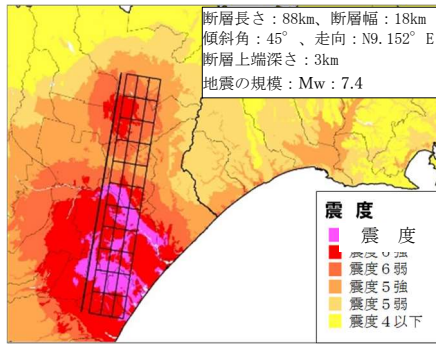 断層長さ：88km、断層幅：18km
傾斜角：45°、走向：N9.152°E
断層上端深さ：3km
地震の規模：Mw：7.4
震 度
震 度
震度6強
震度6弱
震度5強
震度5弱
震度4以下